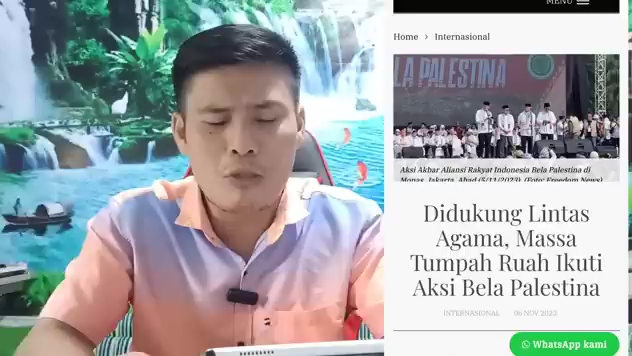 MENU
Home > Internasional
BELA PALESTINA
Aksi Akbar Aliansi Rakyat Indonesia Bela Palestina di
Monas, Jakarta, Ahad (5/11/2023). (Foto: Freedom News)
Didukung Lintas
Agama, Massa
Tumpah Ruah Ikuti
Aksi Bela Palestina
INTERNASIONAL 06 NOV 2023
WhatsApp kami